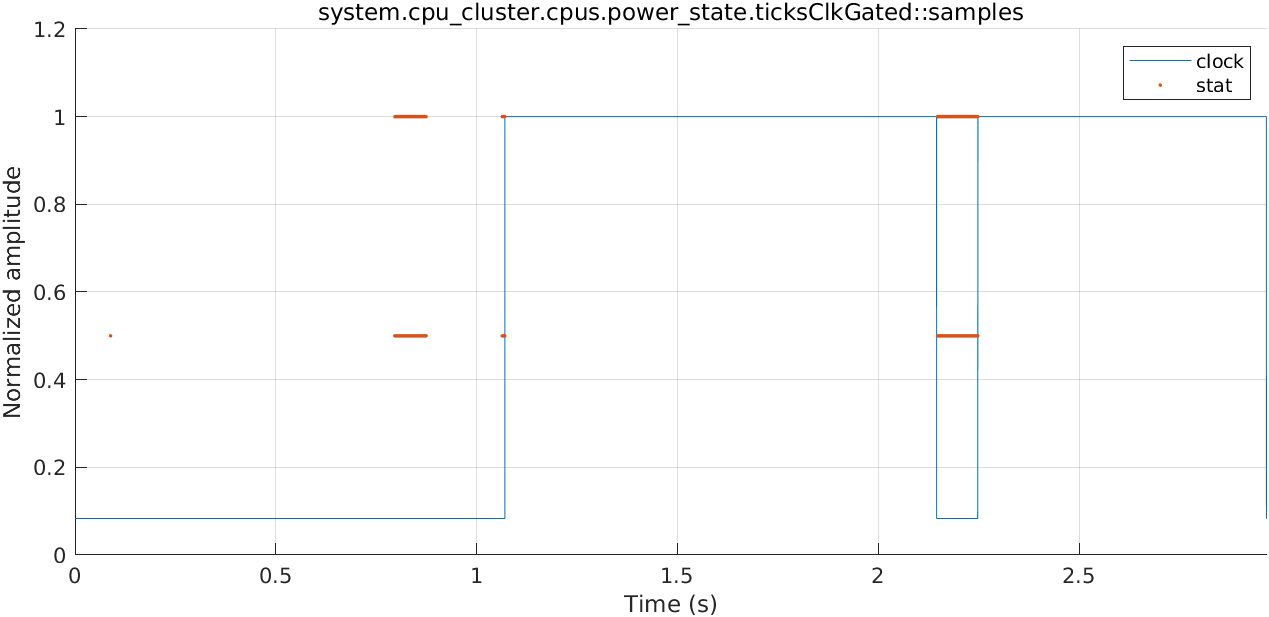 system.cpu_cluster.cpus.power_state.ticksClkGated::samples
1.2
1
0.8
0.6
0.4
0.2
0
Normalized amplitude
clock
stat
0 0.5 1 1.5 2 2.5
Time (s)